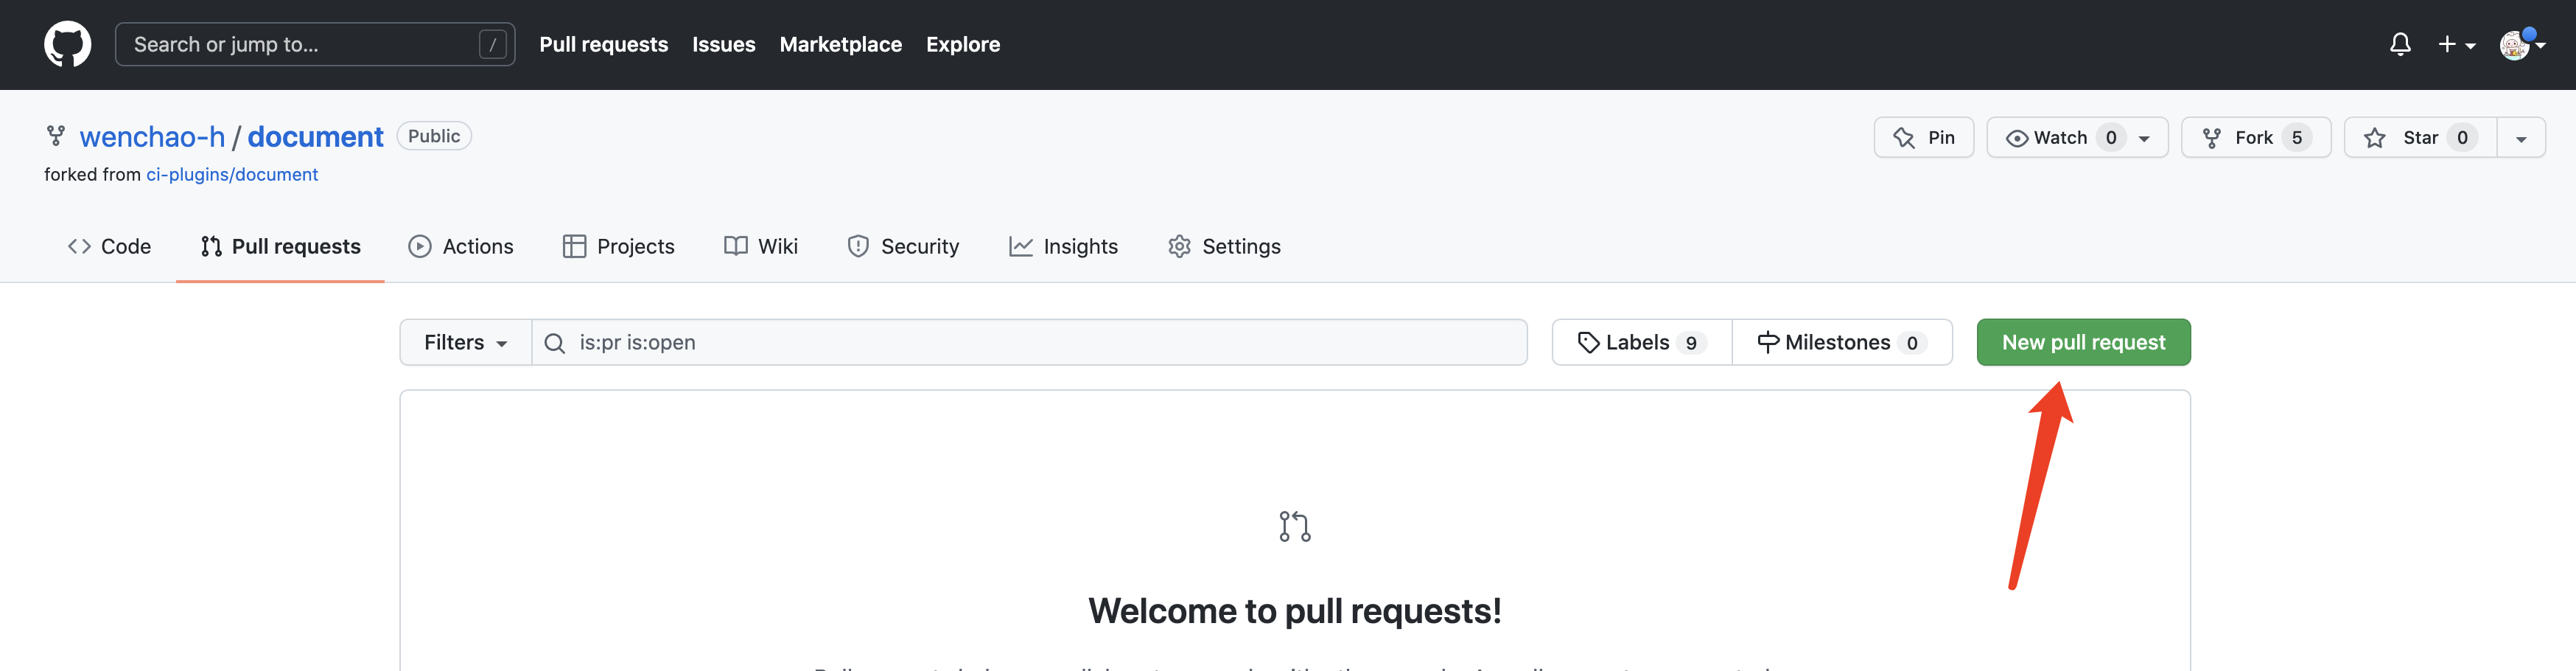 Search or jump to... / Pull requests Issues Marketplace Explore
wenchao-h / document Public Pin Watch 0 Fork 5 Star 0
forked from ci-plugins/document
Code Pull requests Actions Projects Wiki Security Insights Settings
Filters is:pr is:open Labels 9 Milestones 0 New pull request
Welcome to pull requests!